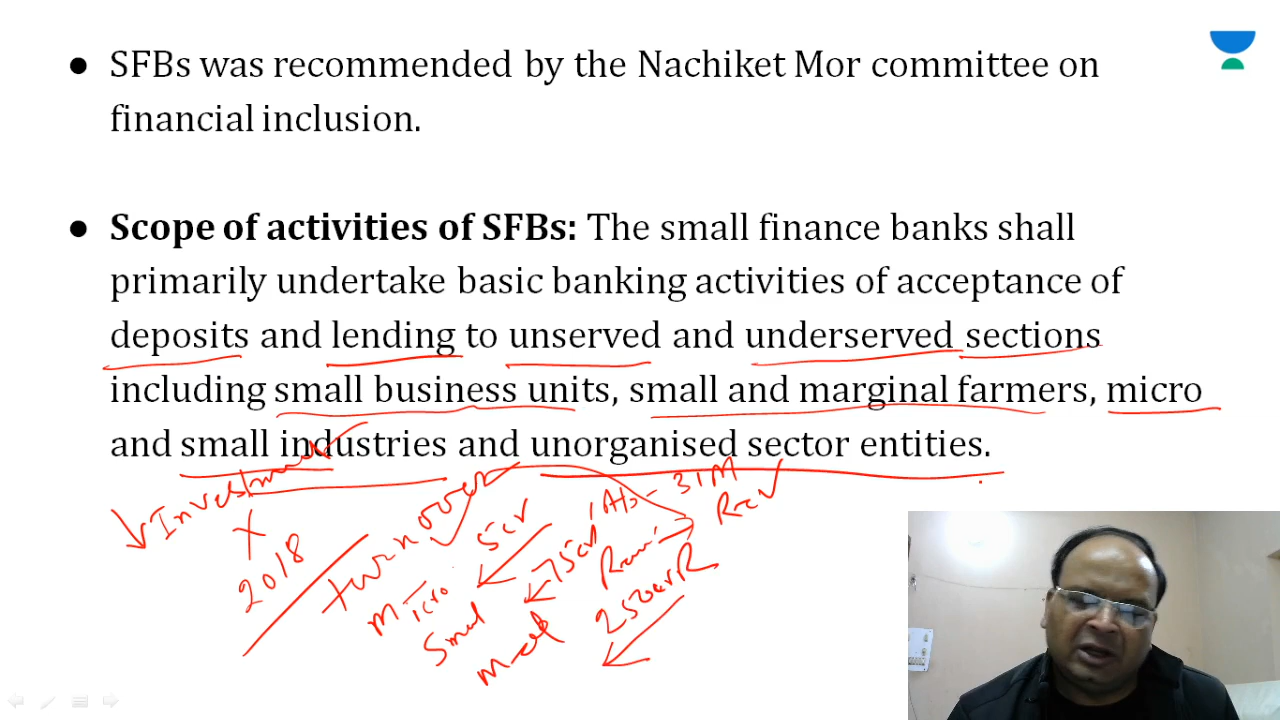 ● SFBs was recommended by the Nachiket Mor committee on
financial inclusion.
● Scope of activities of SFBs: The small finance banks shall
primarily undertake basic banking activities of acceptance of
deposits and lending to unserved and underserved sections
including small business units, small and marginal farmers, micro
and small industries and unorganised sector entities.
Investment
2018
turnover
Micro 5cr
Small 75cr
250cr